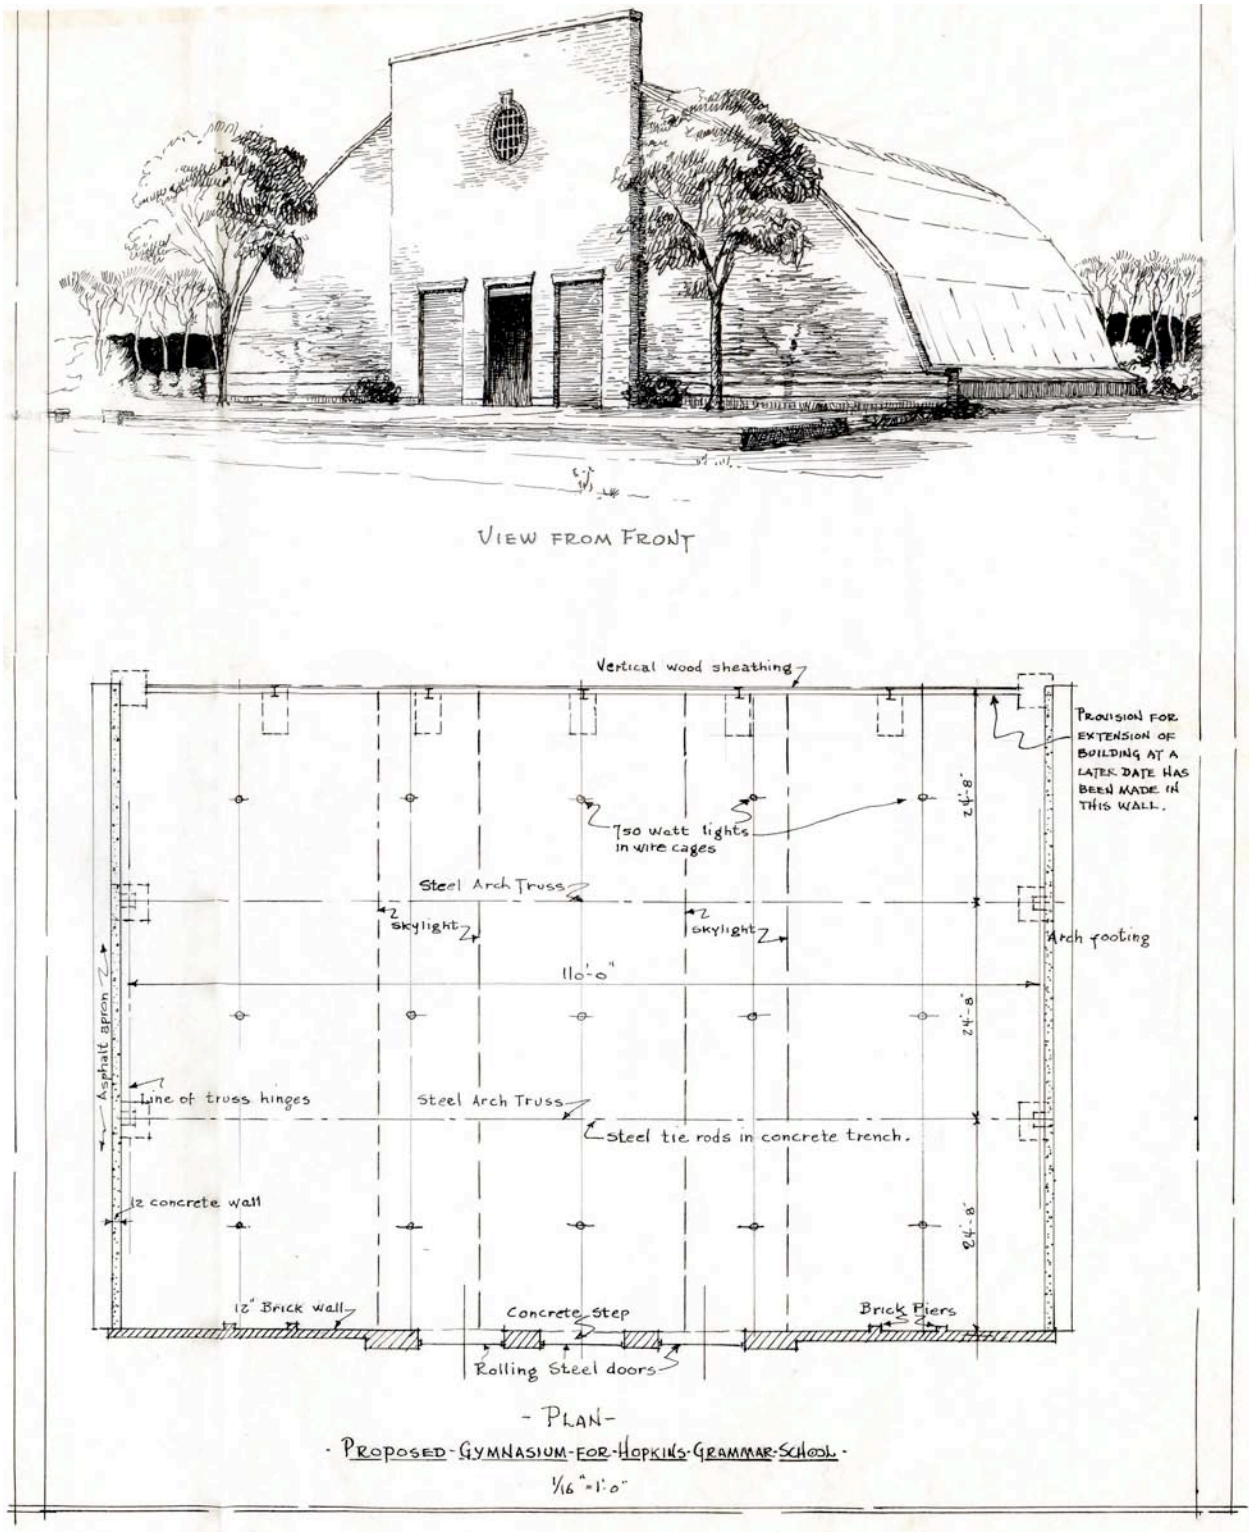 VIEW FROM FRONT
Vertical wood sheathing
PROVISION FOR
EXTENSION OF
BUILDING AT A
LATER DATE HAS
BEEN MADE IN
THIS WALL.
24'-8"
750 watt lights
in wire cages
Steel Arch Truss
Skylight
Skylight
Arch footing
110'-0"
Asphalt apron
24'-8"
Line of truss hinges
Steel Arch Truss
Steel tie rods in concrete trench.
12 concrete wall
24'-8"
12" Brick wall
Concrete Step
Brick Piers
Rolling Steel doors
- PLAN -
· PROPOSED - GYMNASIUM - FOR - HOPKINS - GRAMMAR - SCHOOL ·
1/16" = 1'-0"